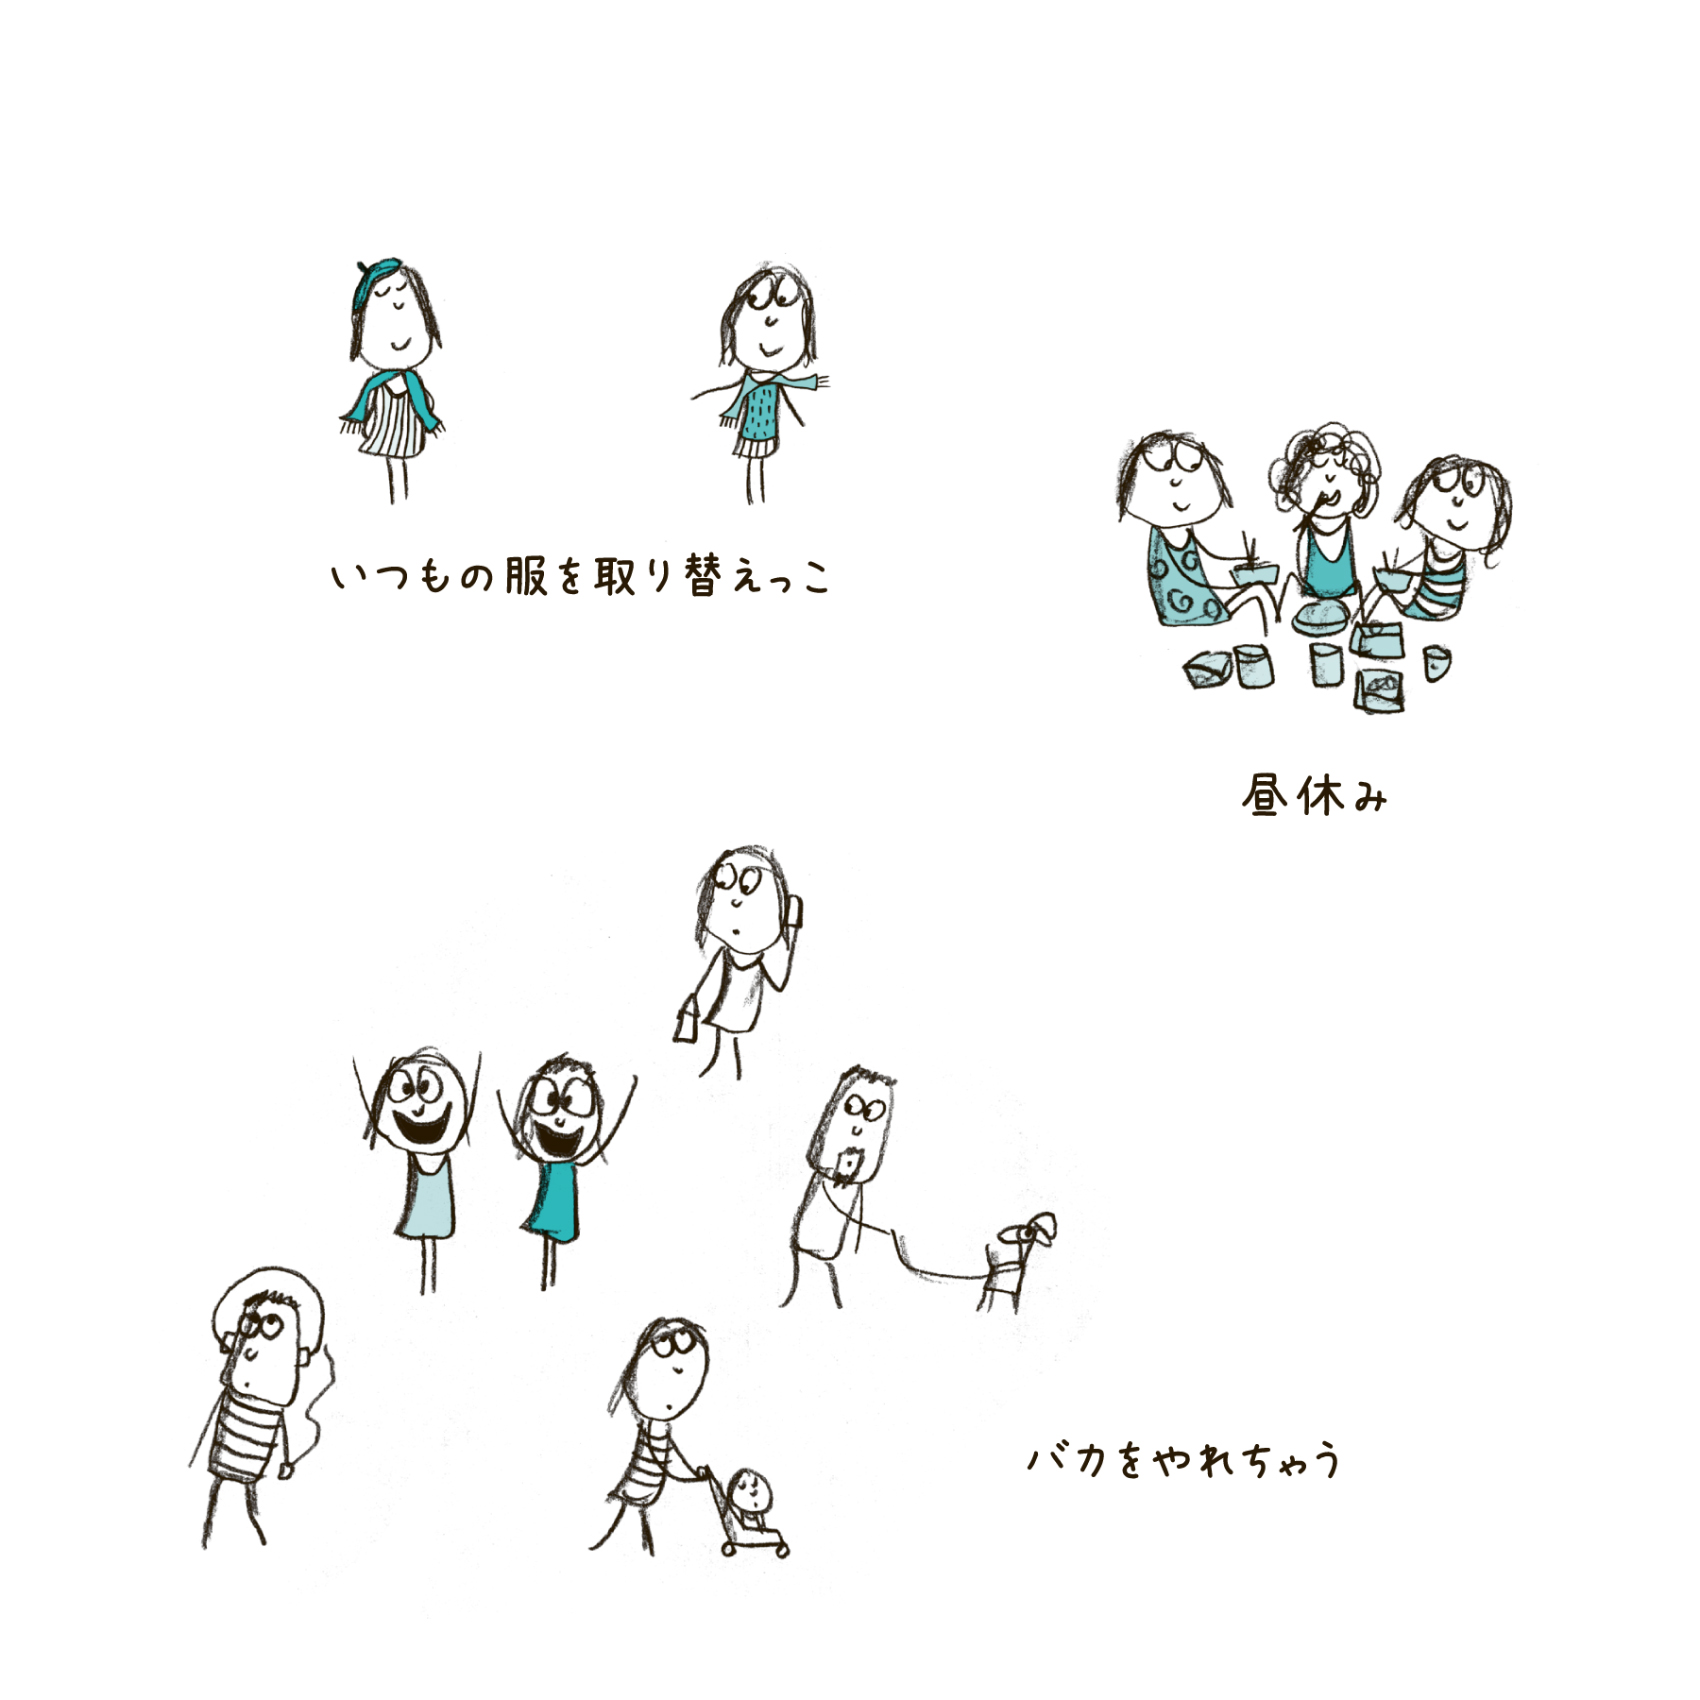 いつもの服を取り替えっこ
昼休み
バカをやれちゃう